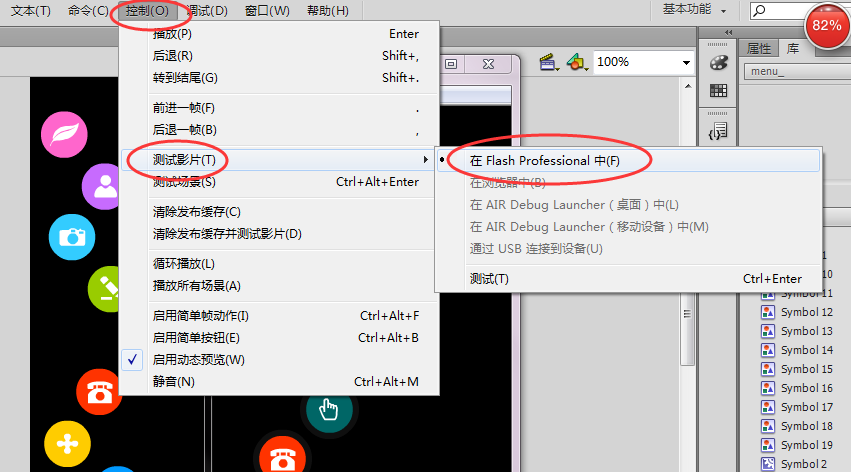 文本(T) 命令(C) 控制(O) 调试(D) 窗口(W) 帮助(H) 基本功能
82%
播放(P) Enter
后退(R) Shift+,
转到结尾(G) Shift+.
前进一帧(F) .
后退一帧(B) ,
测试影片(T)
测试场景(S) Ctrl+Alt+Enter
清除发布缓存(C)
清除发布缓存并测试影片(D)
循环播放(L)
播放所有场景(A)
启用简单帧动作(I) Ctrl+Alt+F
启用简单按钮(E) Ctrl+Alt+B
启用动态预览(W)
静音(N) Ctrl+Alt+M
100%
属性 库
menu_
在 Flash Professional 中(F)
在浏览器中(B)
在 AIR Debug Launcher（桌面）中(L)
在 AIR Debug Launcher（移动设备）中(M)
通过 USB 连接到设备(U)
测试(T) Ctrl+Enter
1
10
Symbol 11
Symbol 12
Symbol 13
Symbol 14
Symbol 15
Symbol 16
Symbol 17
Symbol 18
Symbol 19
Symbol 2